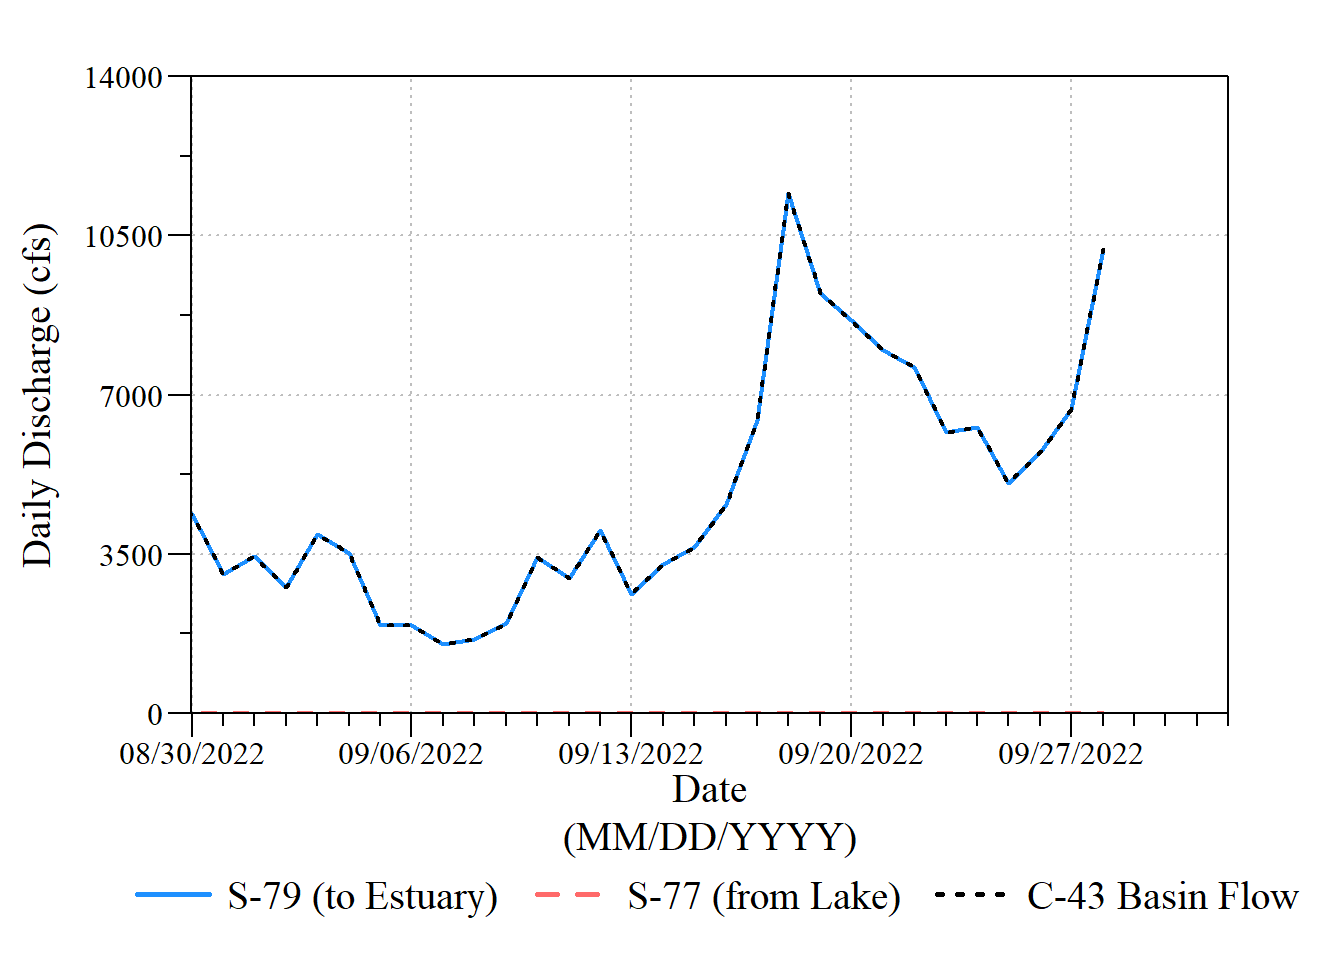 14000
10500
7000
3500
0
Daily Discharge (cfs)
08/30/2022 09/06/2022 09/13/2022 09/20/2022 09/27/2022
Date
(MM/DD/YYYY)
S-79 (to Estuary) S-77 (from Lake) C-43 Basin Flow